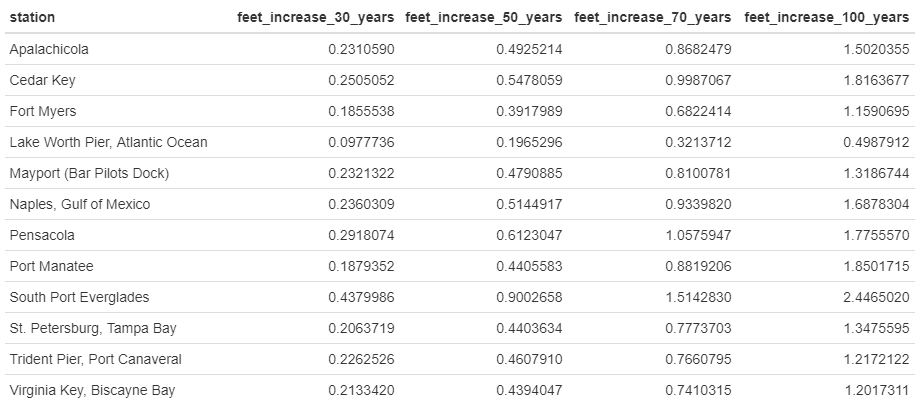 station feet_increase_30_years feet_increase_50_years feet_increase_70_years feet_increase_100_years
Apalachicola 0.2310590 0.4925214 0.8682479 1.5020355
Cedar Key 0.2505052 0.5478059 0.9987067 1.8163677
Fort Myers 0.1855538 0.3917989 0.6822414 1.1590695
Lake Worth Pier, Atlantic Ocean 0.0977736 0.1965296 0.3213712 0.4987912
Mayport (Bar Pilots Dock) 0.2321322 0.4790885 0.8100781 1.3186744
Naples, Gulf of Mexico 0.2360309 0.5144917 0.9339820 1.6878304
Pensacola 0.2918074 0.6123047 1.0575947 1.7755570
Port Manatee 0.1879352 0.4405583 0.8819206 1.8501715
South Port Everglades 0.4379986 0.9002658 1.5142830 2.4465020
St. Petersburg, Tampa Bay 0.2063719 0.4403634 0.7773703 1.3475595
Trident Pier, Port Canaveral 0.2262526 0.4607910 0.7660795 1.2172122
Virginia Key, Biscayne Bay 0.2133420 0.4394047 0.7410315 1.2017311